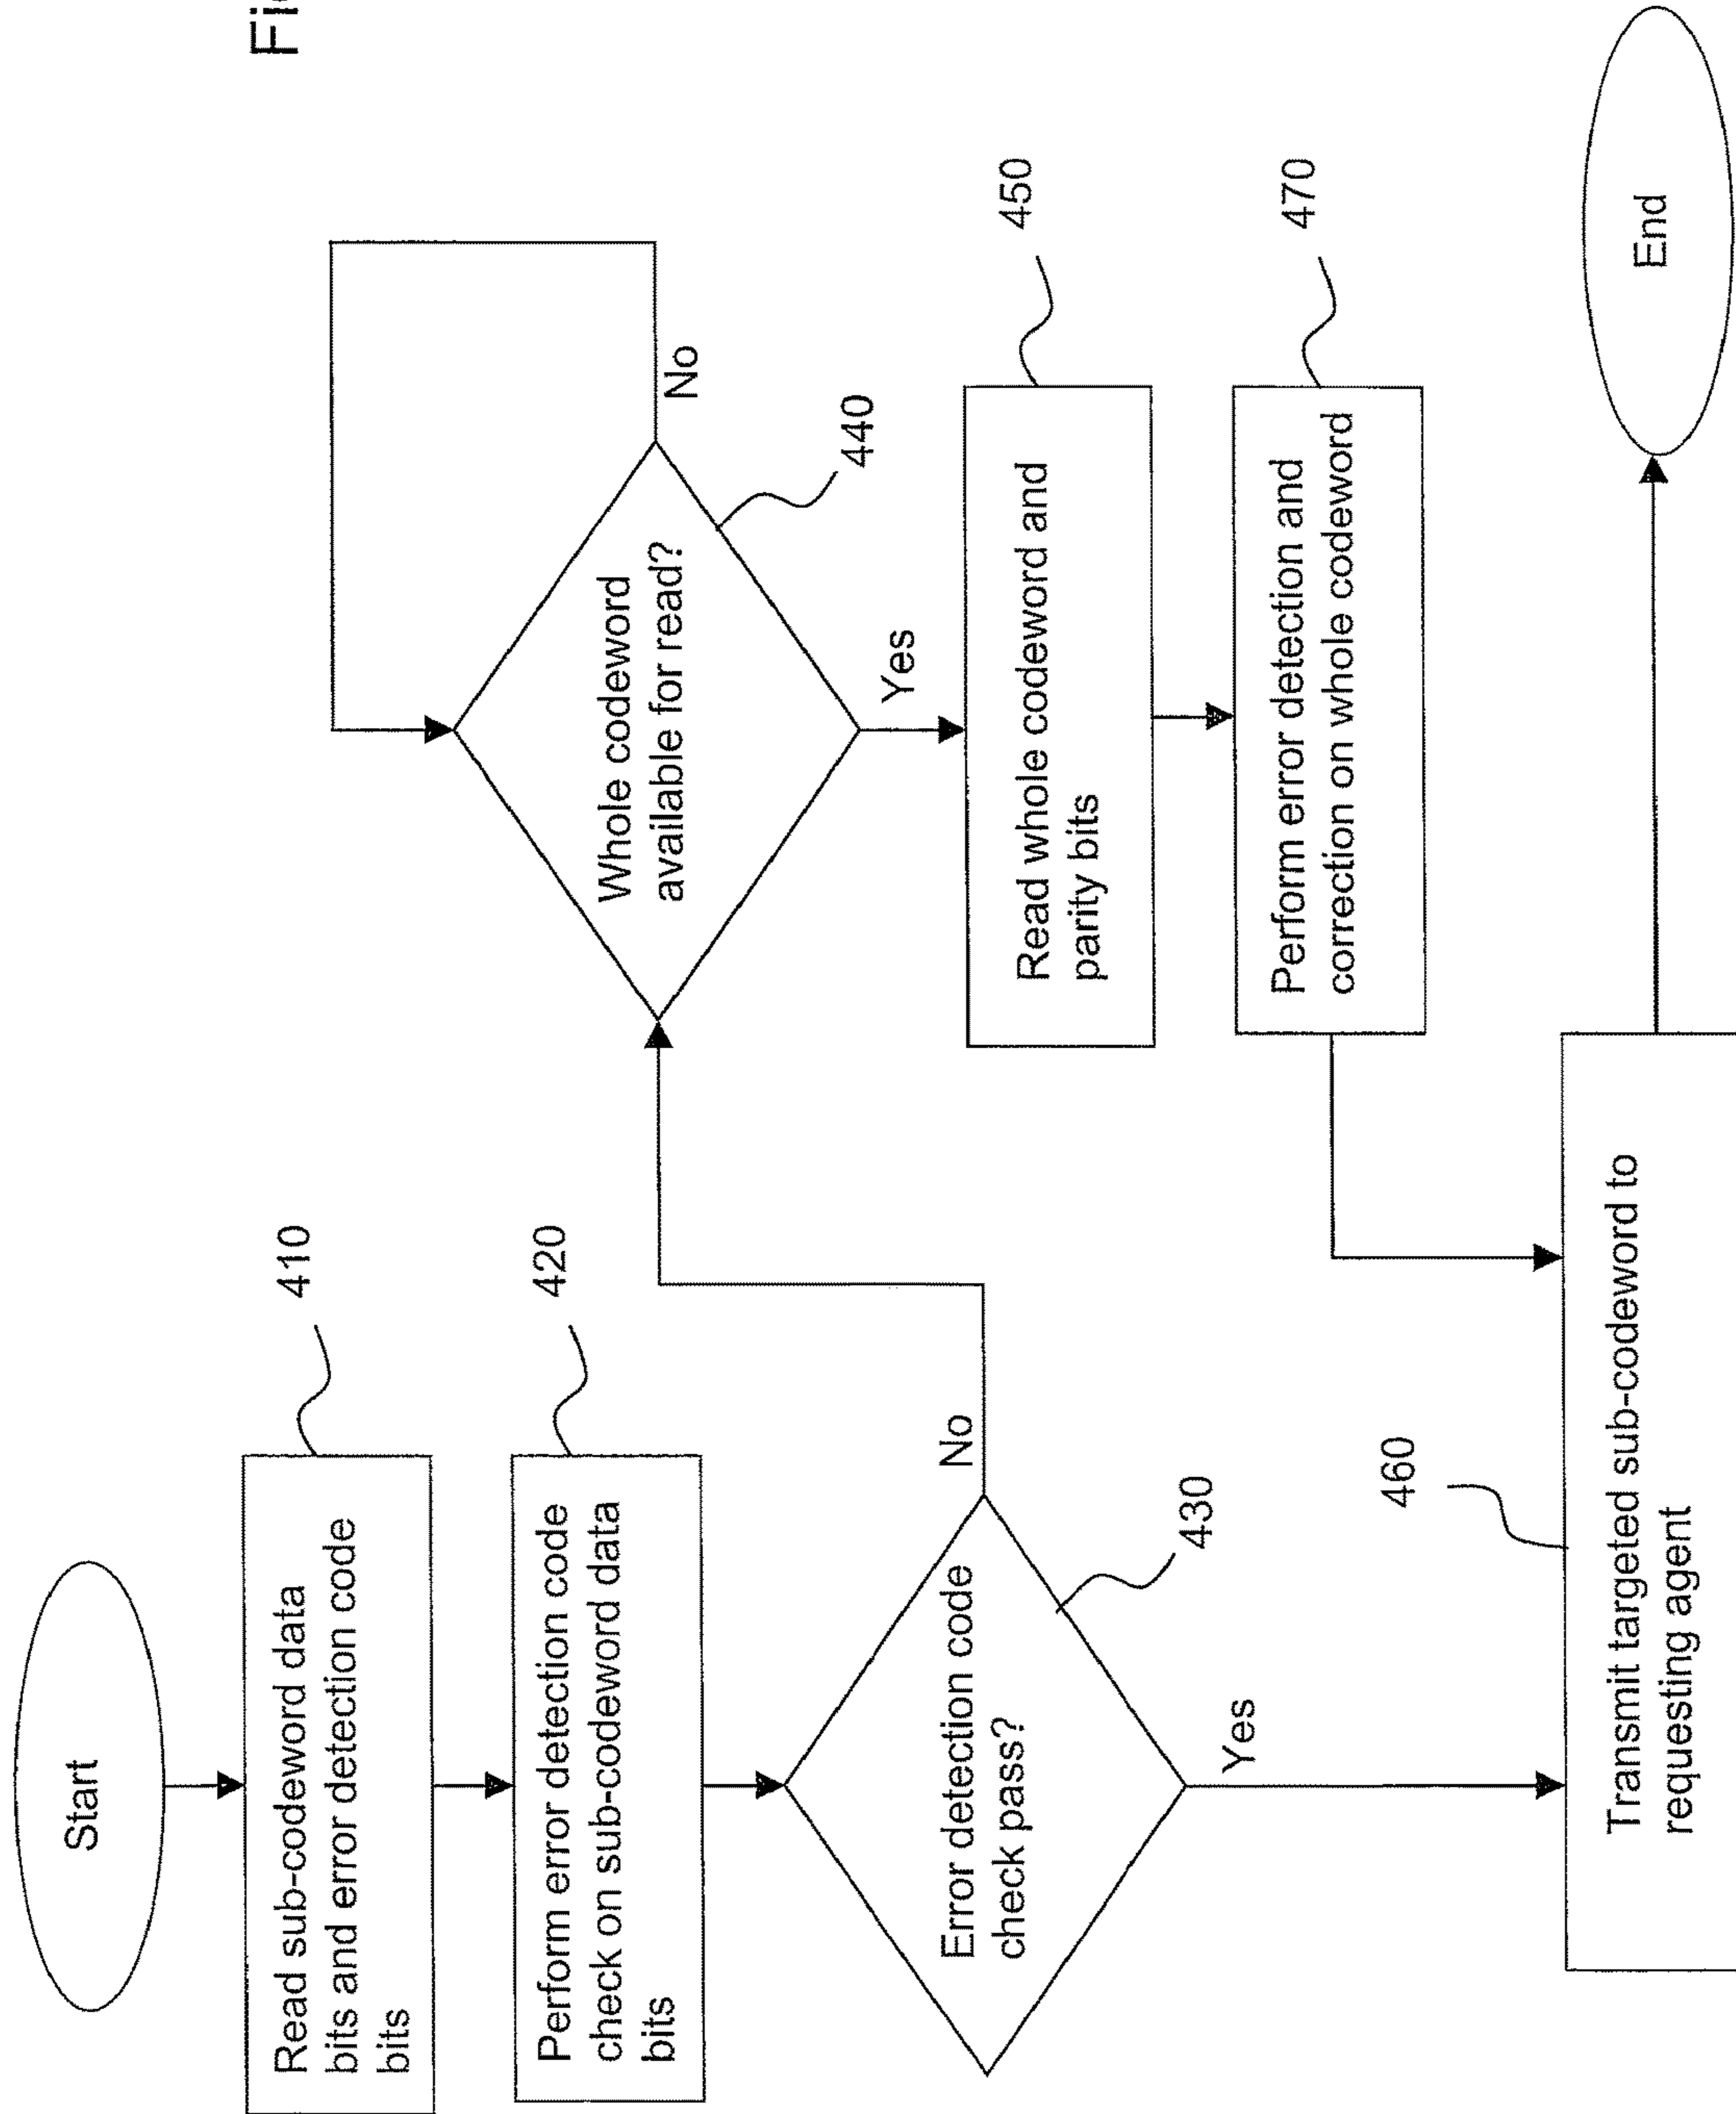 Start
Read sub-codeword data
bits and error detection code
bits
410
Perform error detection code
check on sub-codeword data
bits
420
Error detection code
check pass?
430
No
Yes
Whole codeword
available for read?
440
No
Yes
Read whole codeword and
parity bits
450
Perform error detection and
correction on whole codeword
470
Transmit targeted sub-codeword to
requesting agent
460
End